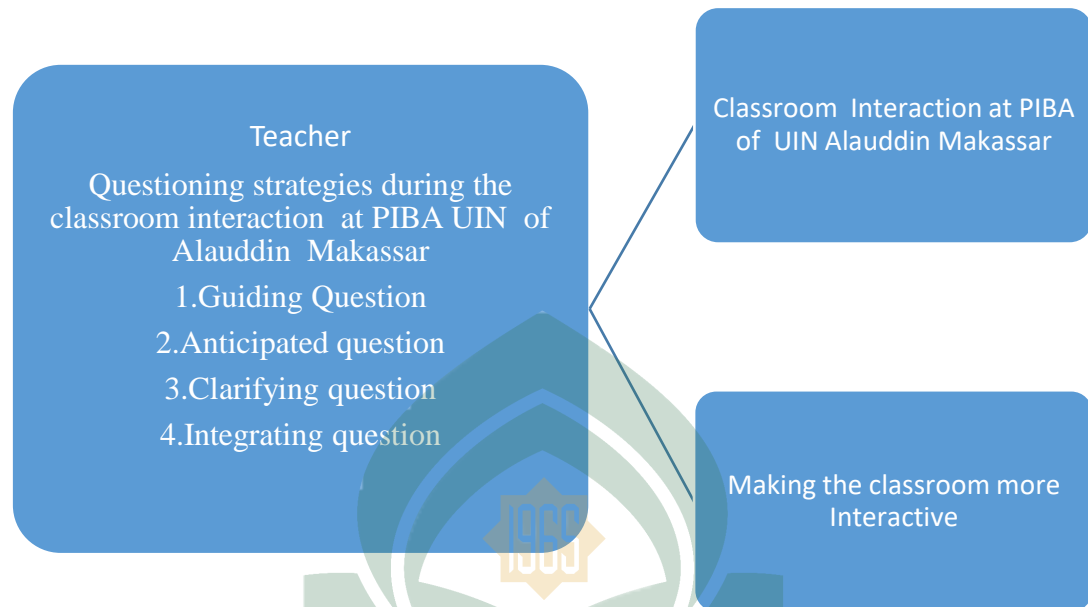 Teacher
Questioning strategies during the
classroom interaction at PIBA UIN of
Alauddin Makassar
1.Guiding Question
2.Anticipated question
3.Clarifying question
4.Integrating question
Classroom Interaction at PIBA
of UIN Alauddin Makassar
Making the classroom more
Interactive
1965